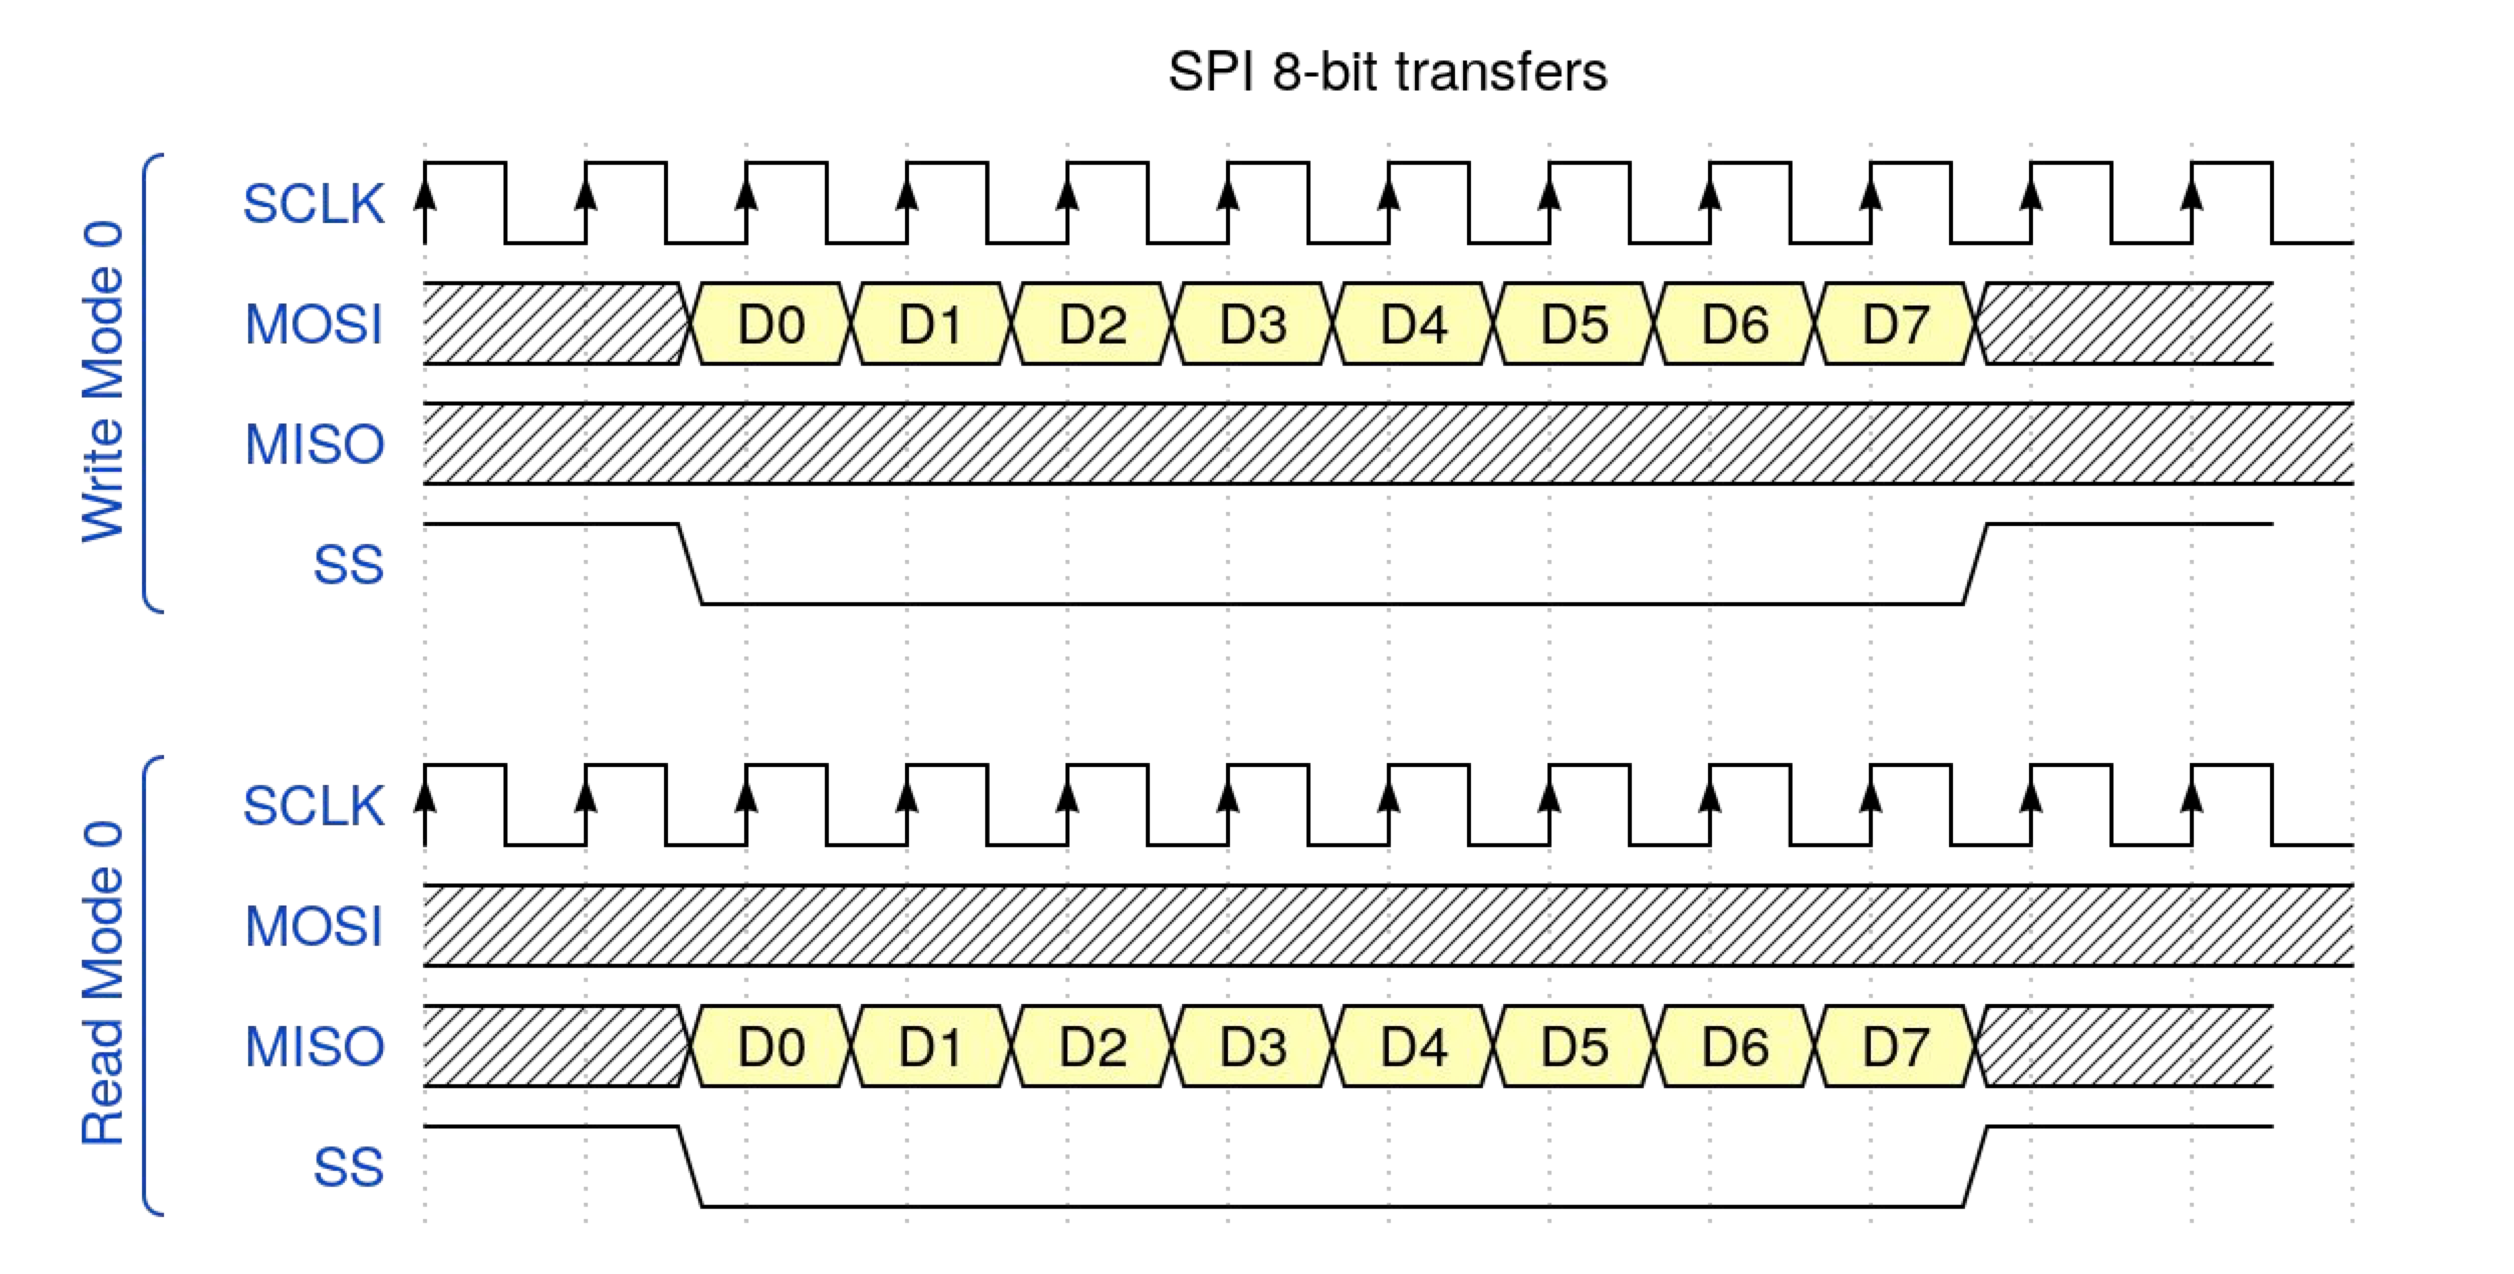 SPI 8-bit transfers
Write Mode 0
SCLK
MOSI D0 D1 D2 D3 D4 D5 D6 D7
MISO
SS
Read Mode 0
SCLK
MOSI
MISO D0 D1 D2 D3 D4 D5 D6 D7
SS